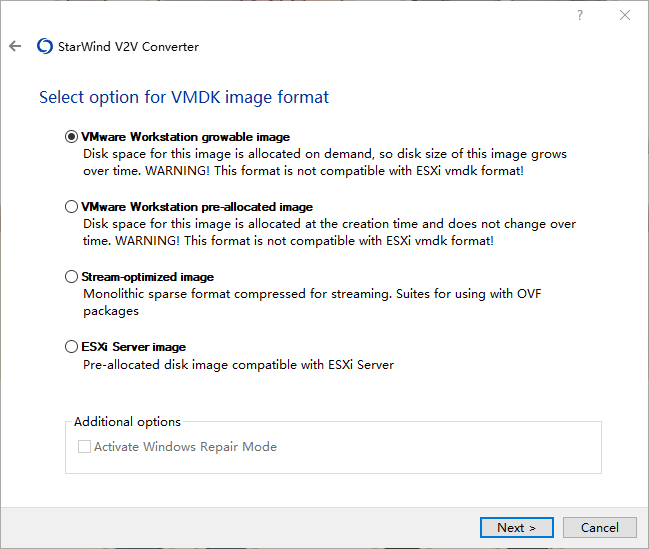 ?
StarWind V2V Converter
Select option for VMDK image format
VMware Workstation growable image
Disk space for this image is allocated on demand, so disk size of this image grows
over time. WARNING! This format is not compatible with ESXi vmdk format!
VMware Workstation pre-allocated image
Disk space for this image is allocated at the creation time and does not change over
time. WARNING! This format is not compatible with ESXi vmdk format!
Stream-optimized image
Monolithic sparse format compressed for streaming. Suites for using with OVF
packages
ESXi Server image
Pre-allocated disk image compatible with ESXi Server
Additional options
Activate Windows Repair Mode
Next >
Cancel